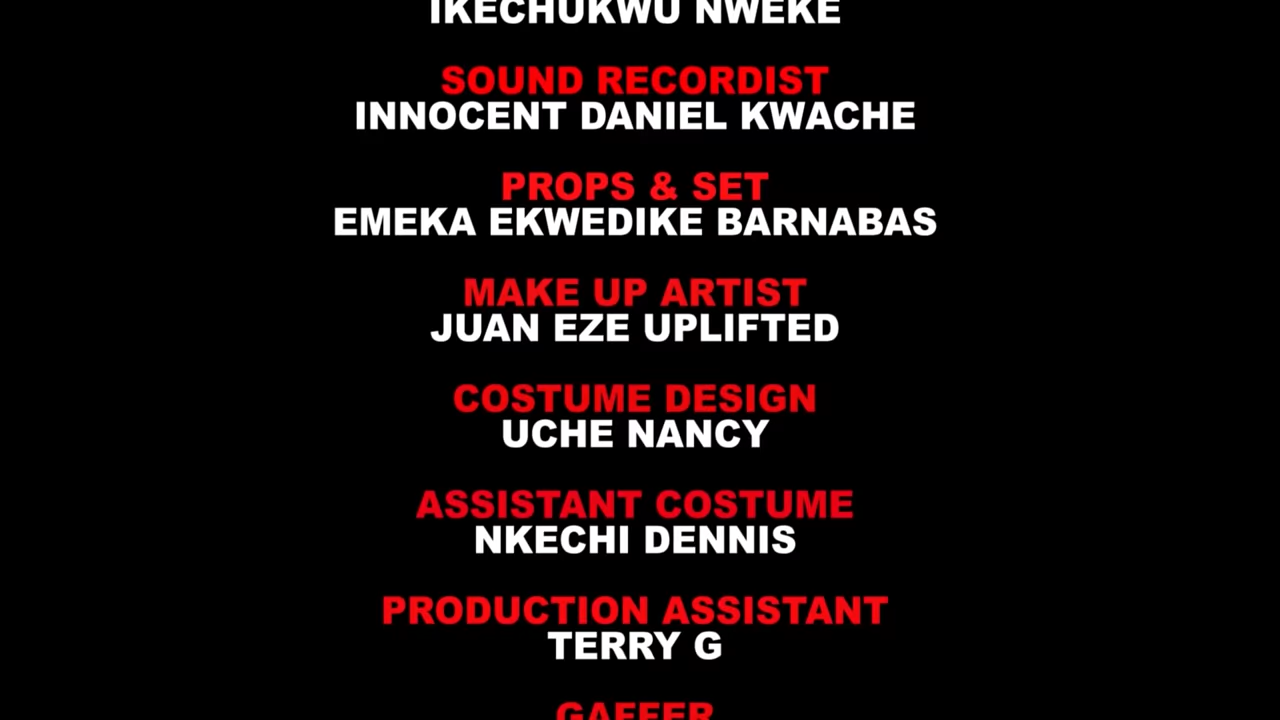 IKECHUKWU NWEKE
SOUND RECORDIST
INNOCENT DANIEL KWACHE
PROPS & SET
EMEKA EKWEDIKE BARNABAS
MAKE UP ARTIST
JUAN EZE UPLIFTED
COSTUME DESIGN
UCHE NANCY
ASSISTANT COSTUME
NKECHI DENNIS
PRODUCTION ASSISTANT
TERRY G
GAFFER